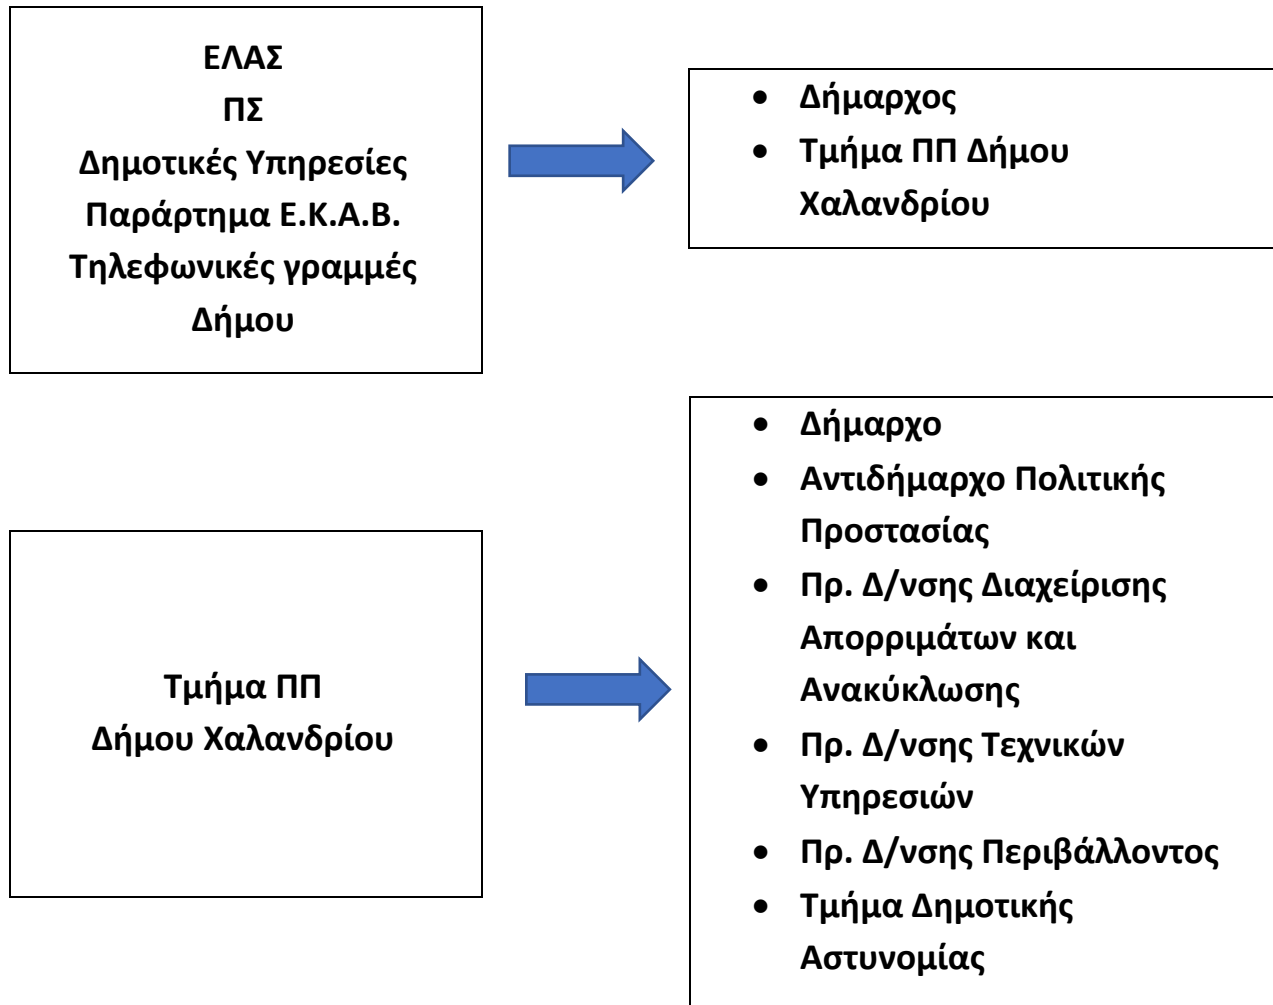 ΕΛΑΣ
ΠΣ
Δημοτικές Υπηρεσίες
Παράρτημα Ε.Κ.Α.Β.
Τηλεφωνικές γραμμές
Δήμου
• Δήμαρχος
• Τμήμα ΠΠ Δήμου
Χαλανδρίου
Τμήμα ΠΠ
Δήμου Χαλανδρίου
• Δήμαρχο
• Αντιδήμαρχο Πολιτικής
Προστασίας
• Πρ. Δ/νσης Διαχείρισης
Απορριμάτων και
Ανακύκλωσης
• Πρ. Δ/νσης Τεχνικών
Υπηρεσιών
• Πρ. Δ/νσης Περιβάλλοντος
• Τμήμα Δημοτικής
Αστυνομίας